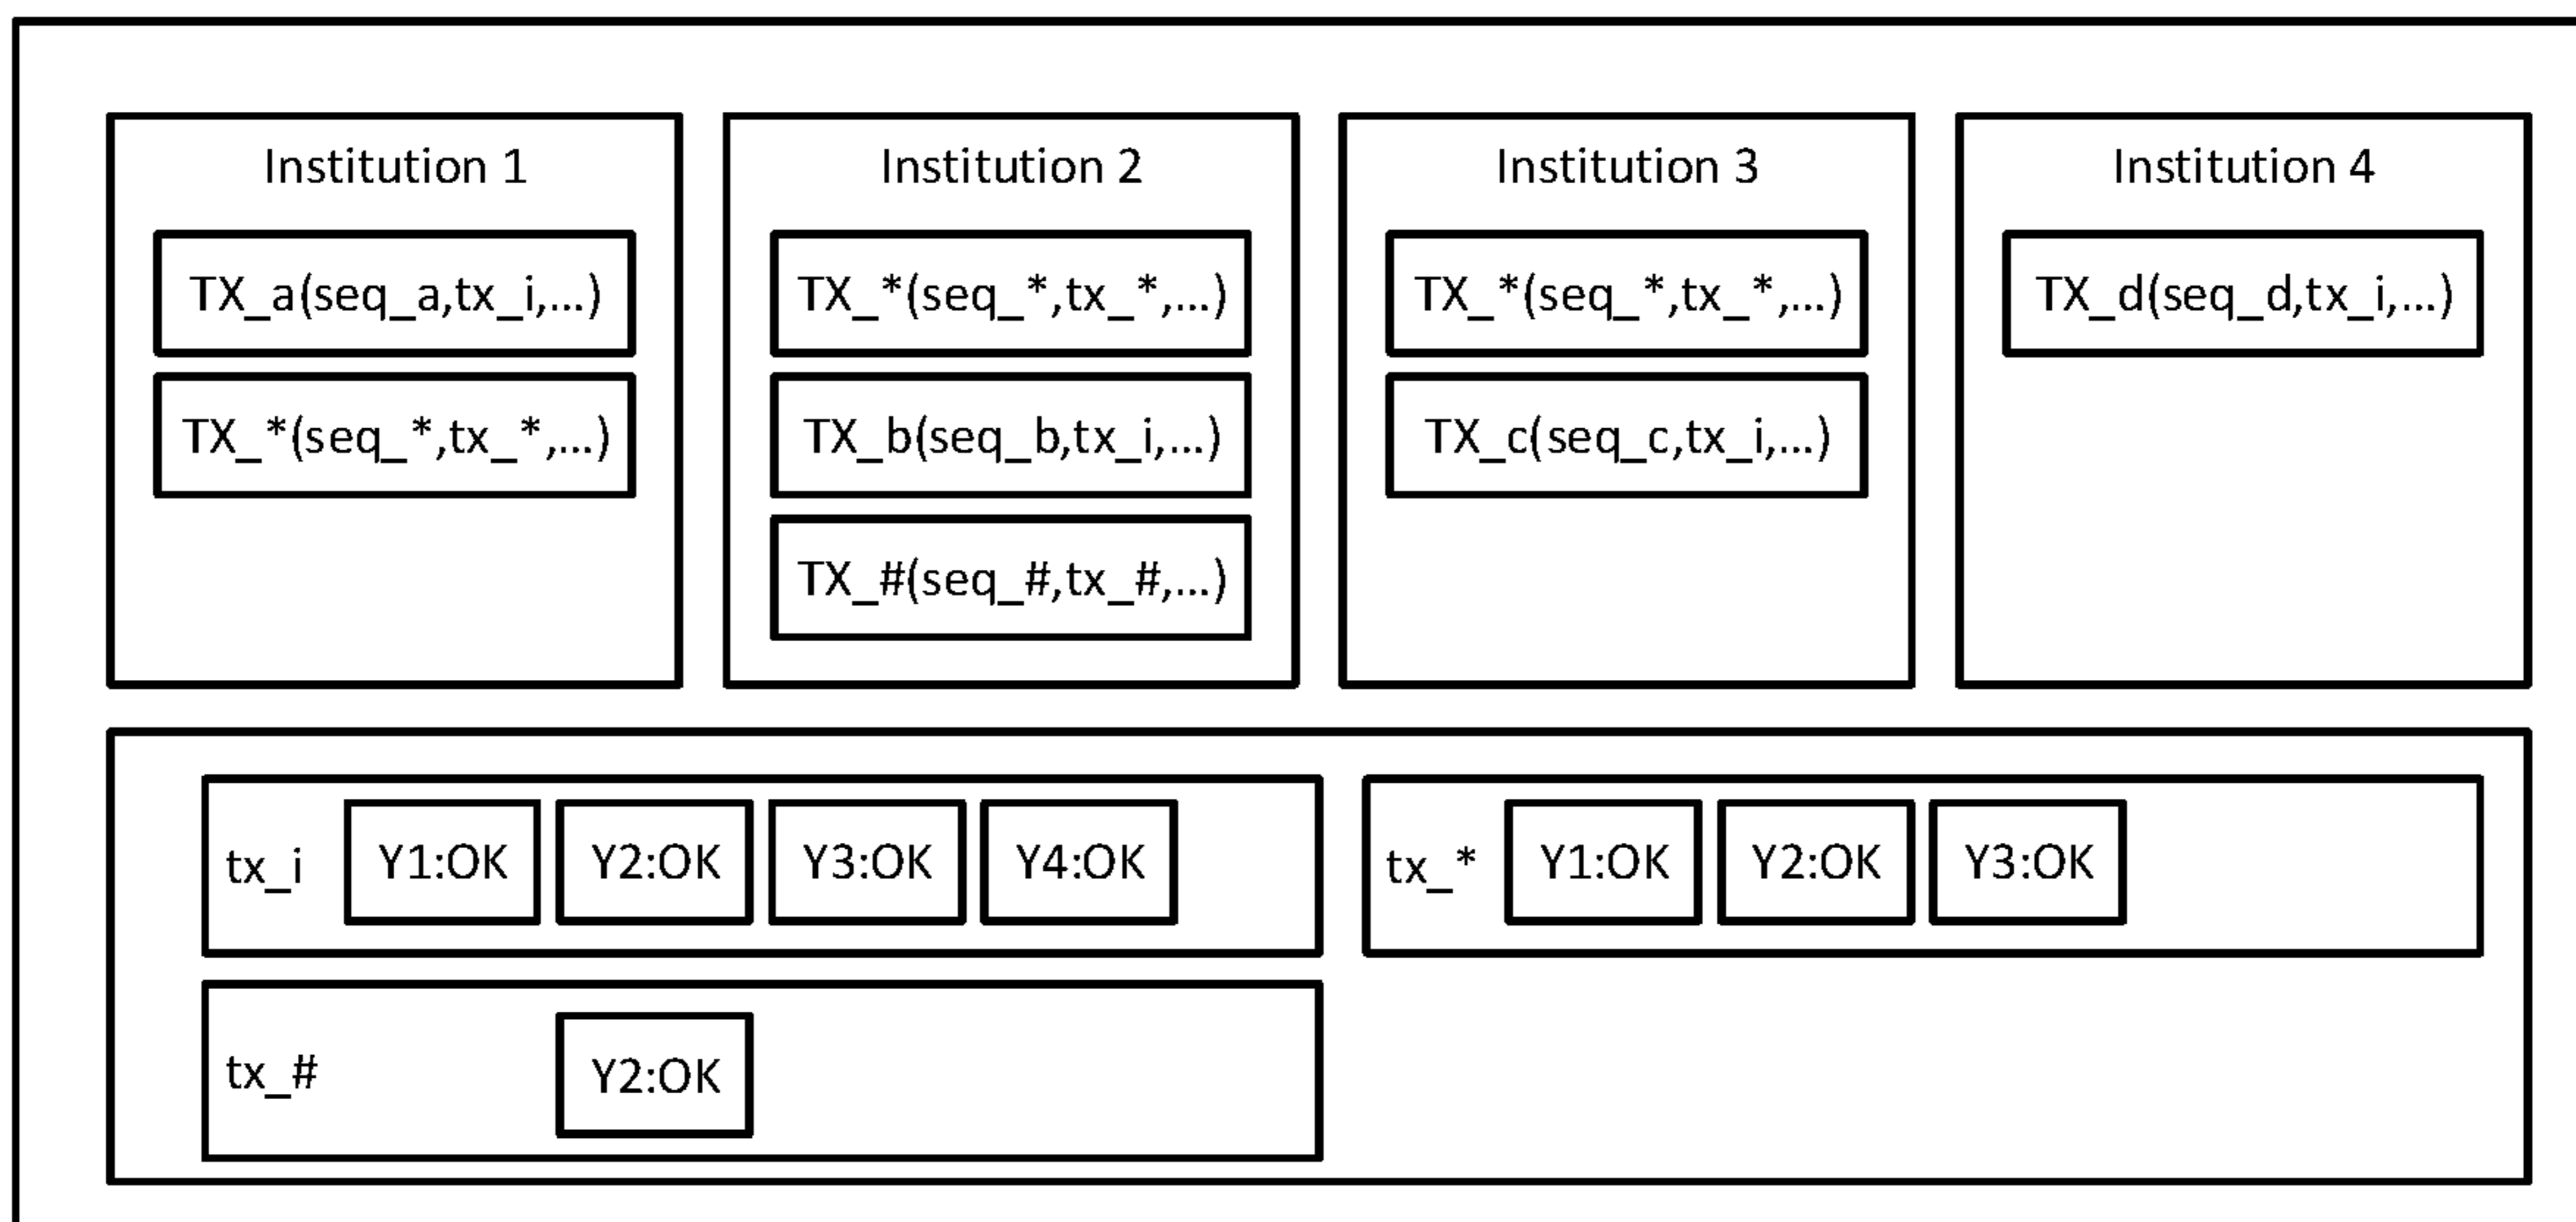 Institution 1
TX_a(seq_a,tx_i,...)
TX_*(seq_*,tx_*,...)
Institution 2
TX_*(seq_*,tx_*,...)
TX_b(seq_b,tx_i,...)
TX_#(seq_#,tx_#,...)
Institution 3
TX_*(seq_*,tx_*,...)
TX_c(seq_c,tx_i,...)
Institution 4
TX_d(seq_d,tx_i,...)
tx_i Y1:OK Y2:OK Y3:OK Y4:OK
tx_* Y1:OK Y2:OK Y3:OK
tx_# Y2:OK